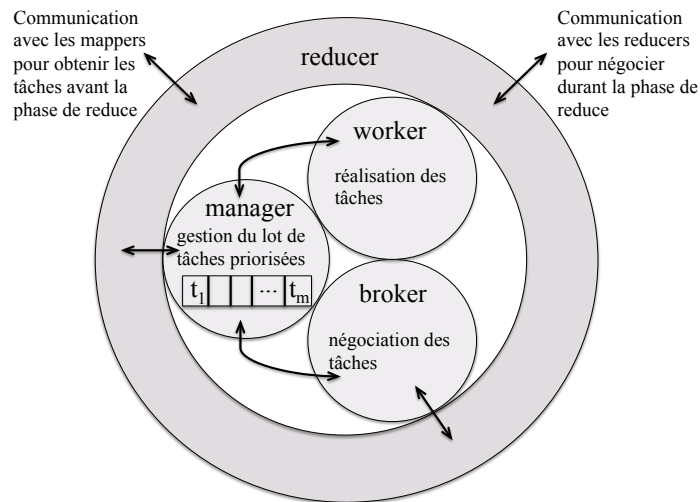 Communication
avec les mappers
pour obtenir les
tâches avant la
phase de reduce
Communication
avec les reducers
pour négocier
durant la phase de
reduce
reducer
worker
réalisation des
tâches
manager
gestion du lot de
tâches priorisées
t1 ... tm
broker
négociation des
tâches